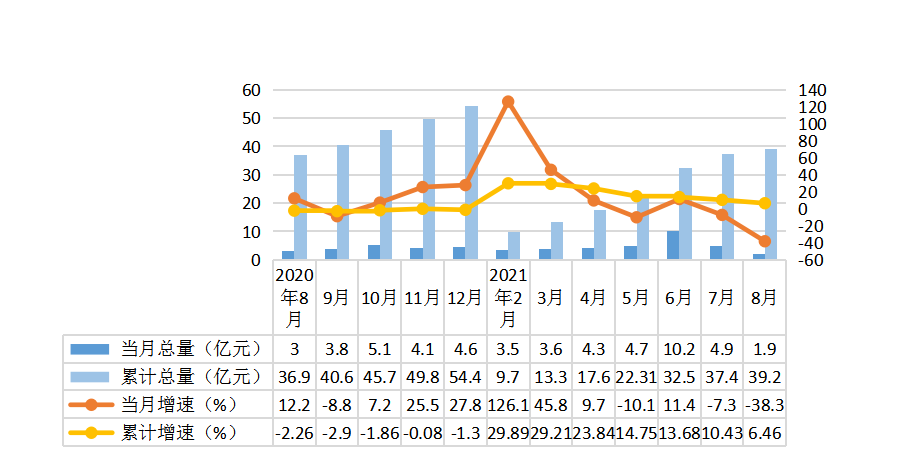 60 140
50 120
40 100
30 80
20 60
10 40
0 20
0
-20
-40
-60
2020年8月 9月 10月 11月 12月 2021年2月 3月 4月 5月 6月 7月 8月
当月总量（亿元） 3 3.8 5.1 4.1 4.6 3.5 3.6 4.3 4.7 10.2 4.9 1.9
累计总量（亿元） 36.9 40.6 45.7 49.8 54.4 9.7 13.3 17.6 22.31 32.5 37.4 39.2
当月增速（%） 12.2 -8.8 7.2 25.5 27.8 126.1 45.8 9.7 -10.1 11.4 -7.3 -38.3
累计增速（%） -2.26 -2.9 -1.86 -0.08 -1.3 29.89 29.21 23.84 14.75 13.68 10.43 6.46